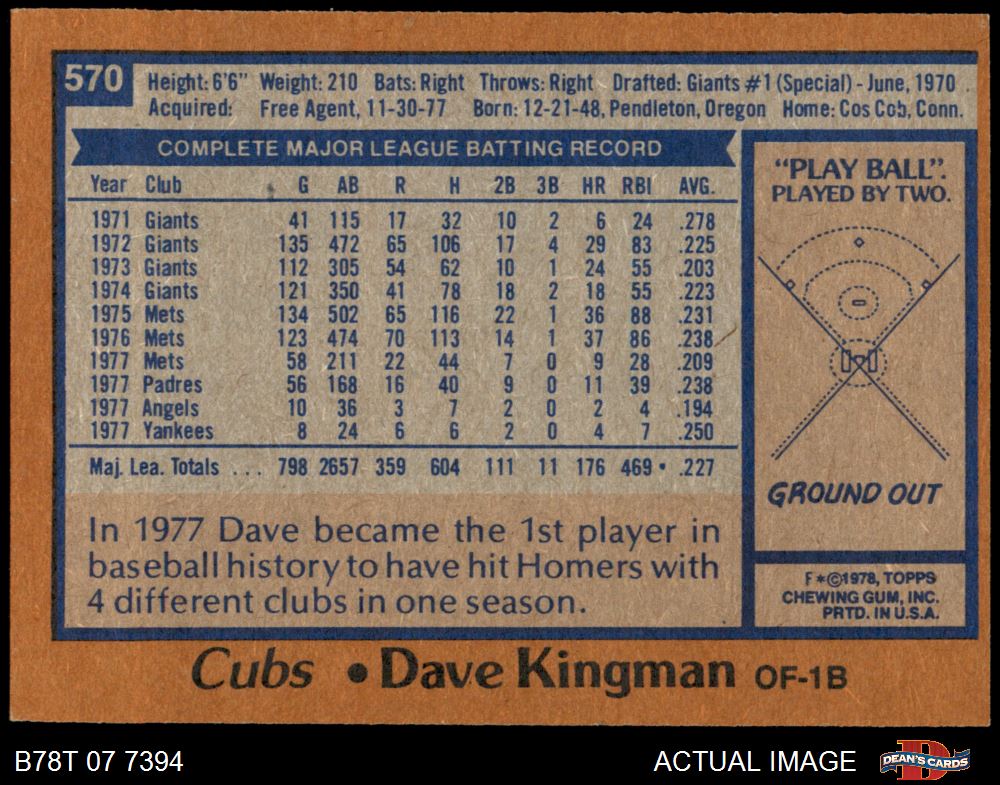 570
Height: 6'6" Weight: 210 Bats: Right Throws: Right Drafted: Giants #1 (Special) - June, 1970
Acquired: Free Agent, 11-30-77 Born: 12-21-48, Pendleton, Oregon Home: Cos Cob, Conn.
COMPLETE MAJOR LEAGUE BATTING RECORD
Year Club G AB R H 2B 3B HR RBI AVG.
1971 Giants 41 115 17 32 10 2 6 24 .278
1972 Giants 135 472 65 106 17 4 29 83 .225
1973 Giants 112 305 54 62 10 1 24 55 .203
1974 Giants 121 350 41 78 18 2 18 55 .223
1975 Mets 134 502 65 116 22 1 36 88 .231
1976 Mets 123 474 70 113 14 1 37 86 .238
1977 Mets 58 211 22 44 7 0 9 28 .209
1977 Padres 56 168 16 40 9 0 11 39 .238
1977 Angels 10 36 3 7 2 0 2 4 .194
1977 Yankees 8 24 6 6 2 0 4 7 .250
Maj. Lea. Totals ... 798 2657 359 604 111 11 176 469 .227
In 1977 Dave became the 1st player in
baseball history to have hit Homers with
4 different clubs in one season.
"PLAY BALL".
PLAYED BY TWO.
GROUND OUT
F*©1978, TOPPS
CHEWING GUM, INC.
PRTD. IN U.S.A.
Cubs • Dave Kingman OF-1B
B78T 07 7394
ACTUAL IMAGE
D
DEAN'S CARDS